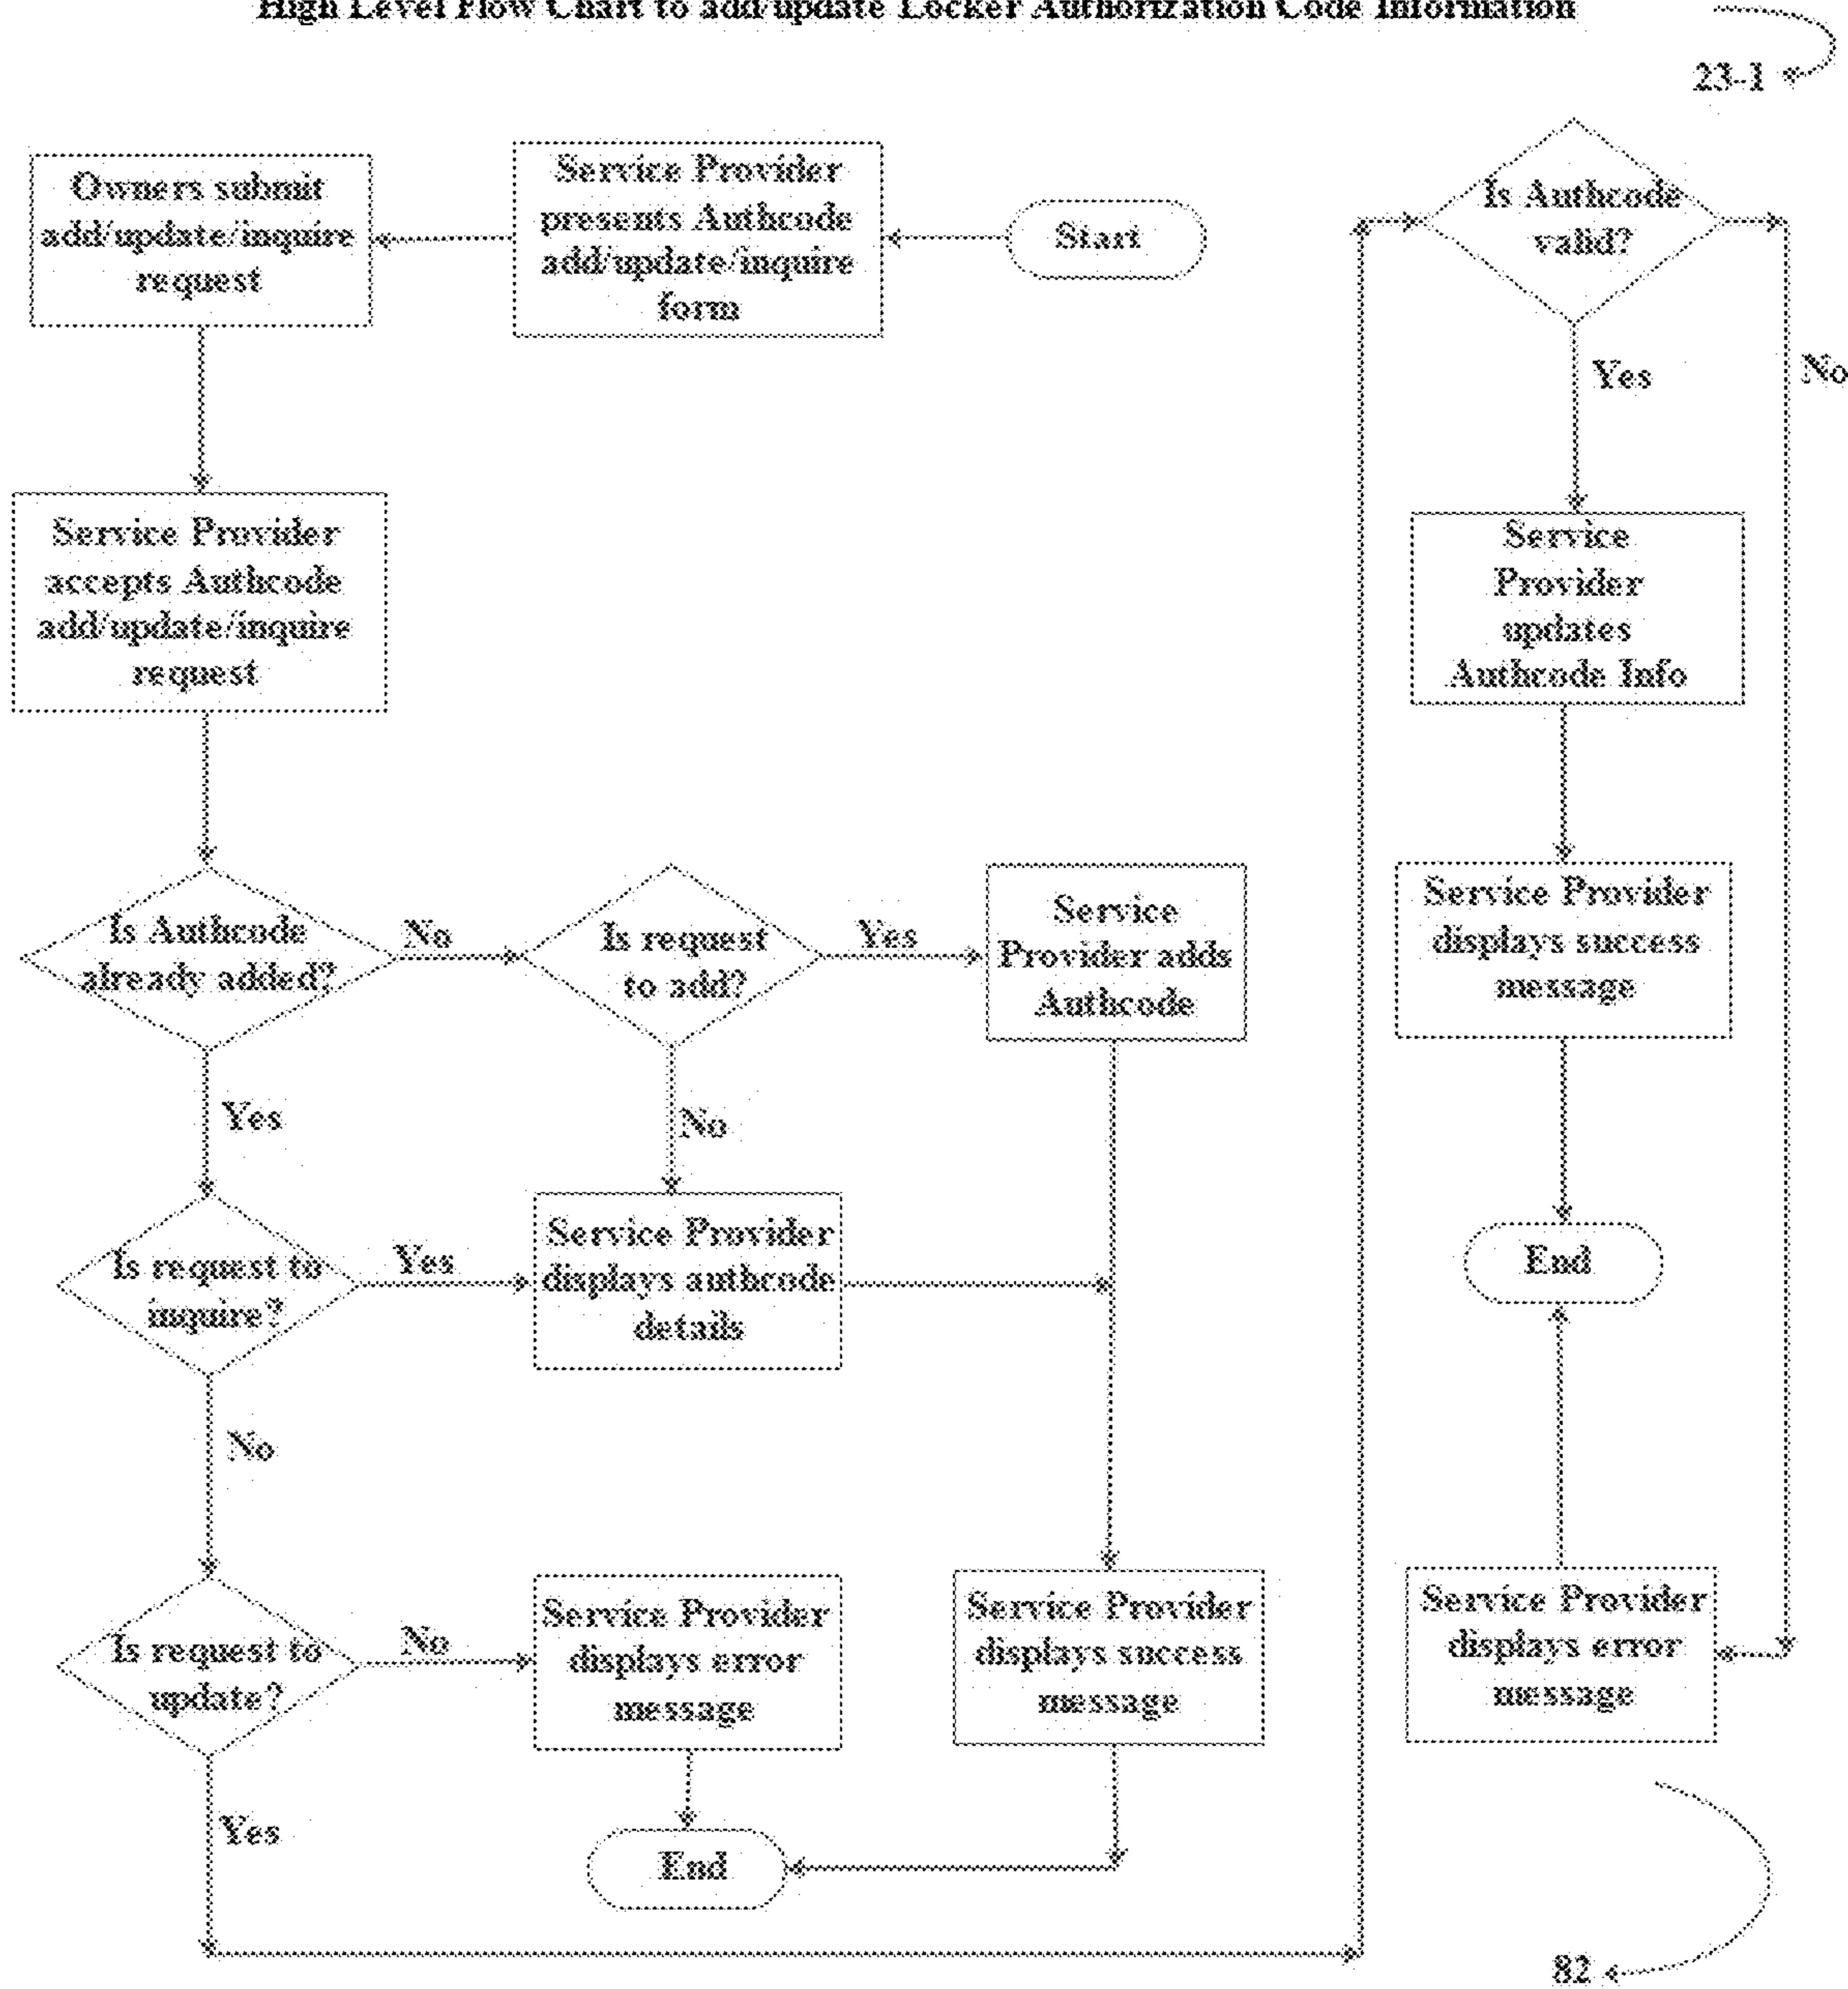 High Level Flow Chart to add/update Locker Authorization Code Information
23-1
Start
Service Provider
presents Authcode
add/update/inquire
form
Owners submit
add/update/inquire
request
Service Provider
accepts Authcode
add/update/inquire
request
Is Authcode
already added?
No
Yes
Is request
to add?
Yes
No
Service
Provider adds
Authcode
Is request to
inquire?
Yes
No
Service Provider
displays authcode
details
Is request to
update?
No
Yes
Service Provider
displays error
message
Service Provider
displays success
message
End
Is Authcode
valid?
Yes
No
Service
Provider
updates
Authcode Info
Service Provider
displays success
message
End
Service Provider
displays error
message
82